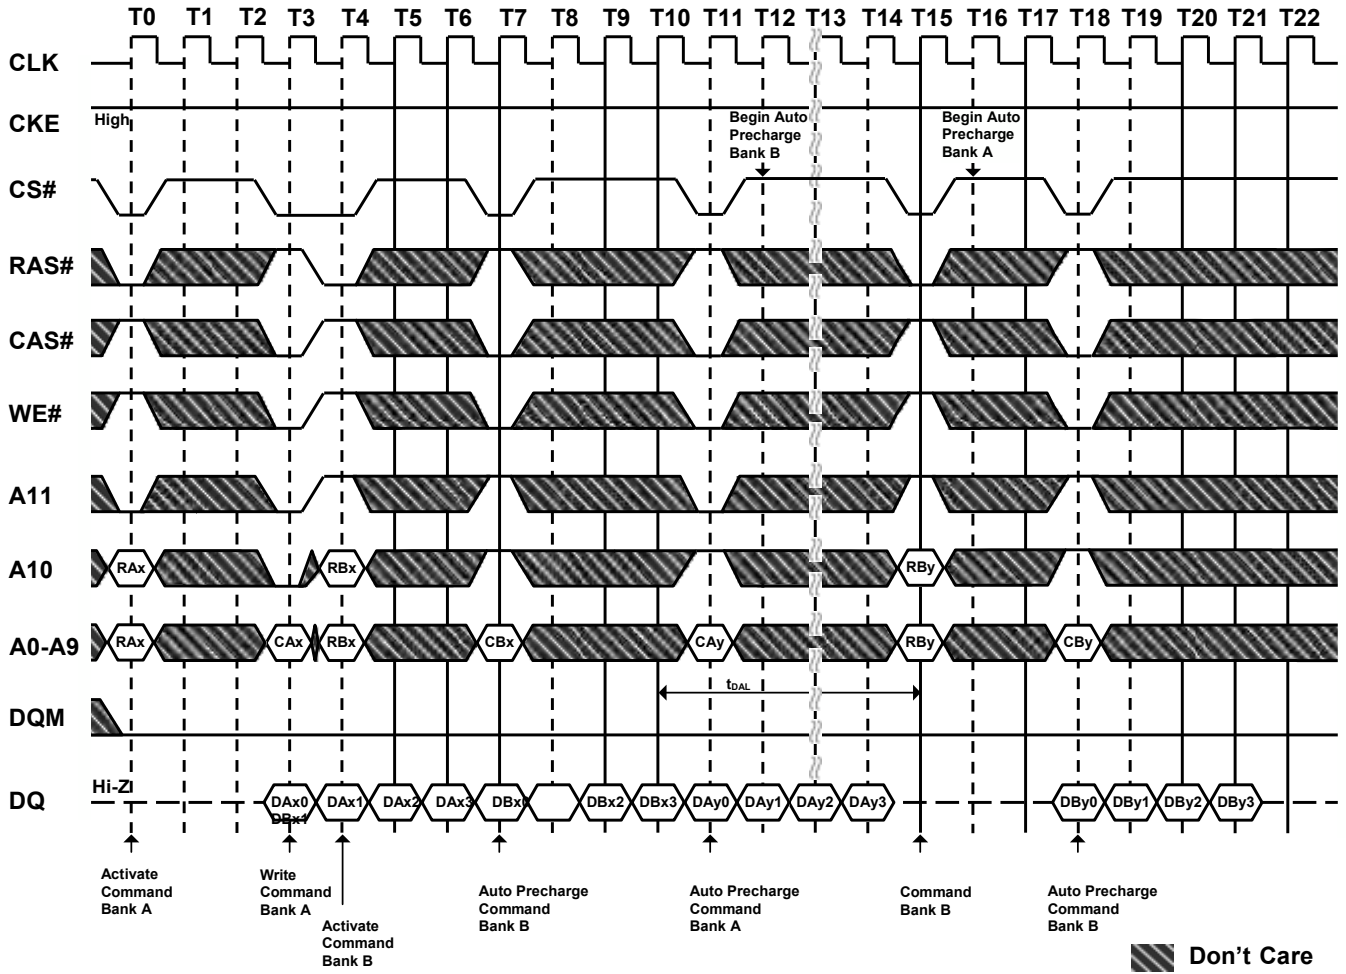 T0 T1 T2 T3 T4 T5 T6 T7 T8 T9 T10 T11 T12 T13 T14 T15 T16 T17 T18 T19 T20 T21 T22
CLK
CKE High
Begin Auto
Precharge
Bank B
Begin Auto
Precharge
Bank A
CS#
RAS#
CAS#
WE#
A11
A10 RAx RBx RBy
A0-A9 RAx CAx RBx CBx CAy RBy CBy
tDAL
DQM
Hi-Z
DQ DAx0 DAx1 DAx2 DAx3 DBx0 DBx2 DBx3 DAy0 DAy1 DAy2 DAy3 DBy0 DBy1 DBy2 DBy3
DBx1
Activate
Command
Bank A
Write
Command
Bank A
Activate
Command
Bank B
Auto Precharge
Command
Bank B
Auto Precharge
Command
Bank A
Command
Bank B
Auto Precharge
Command
Bank B
Don't Care